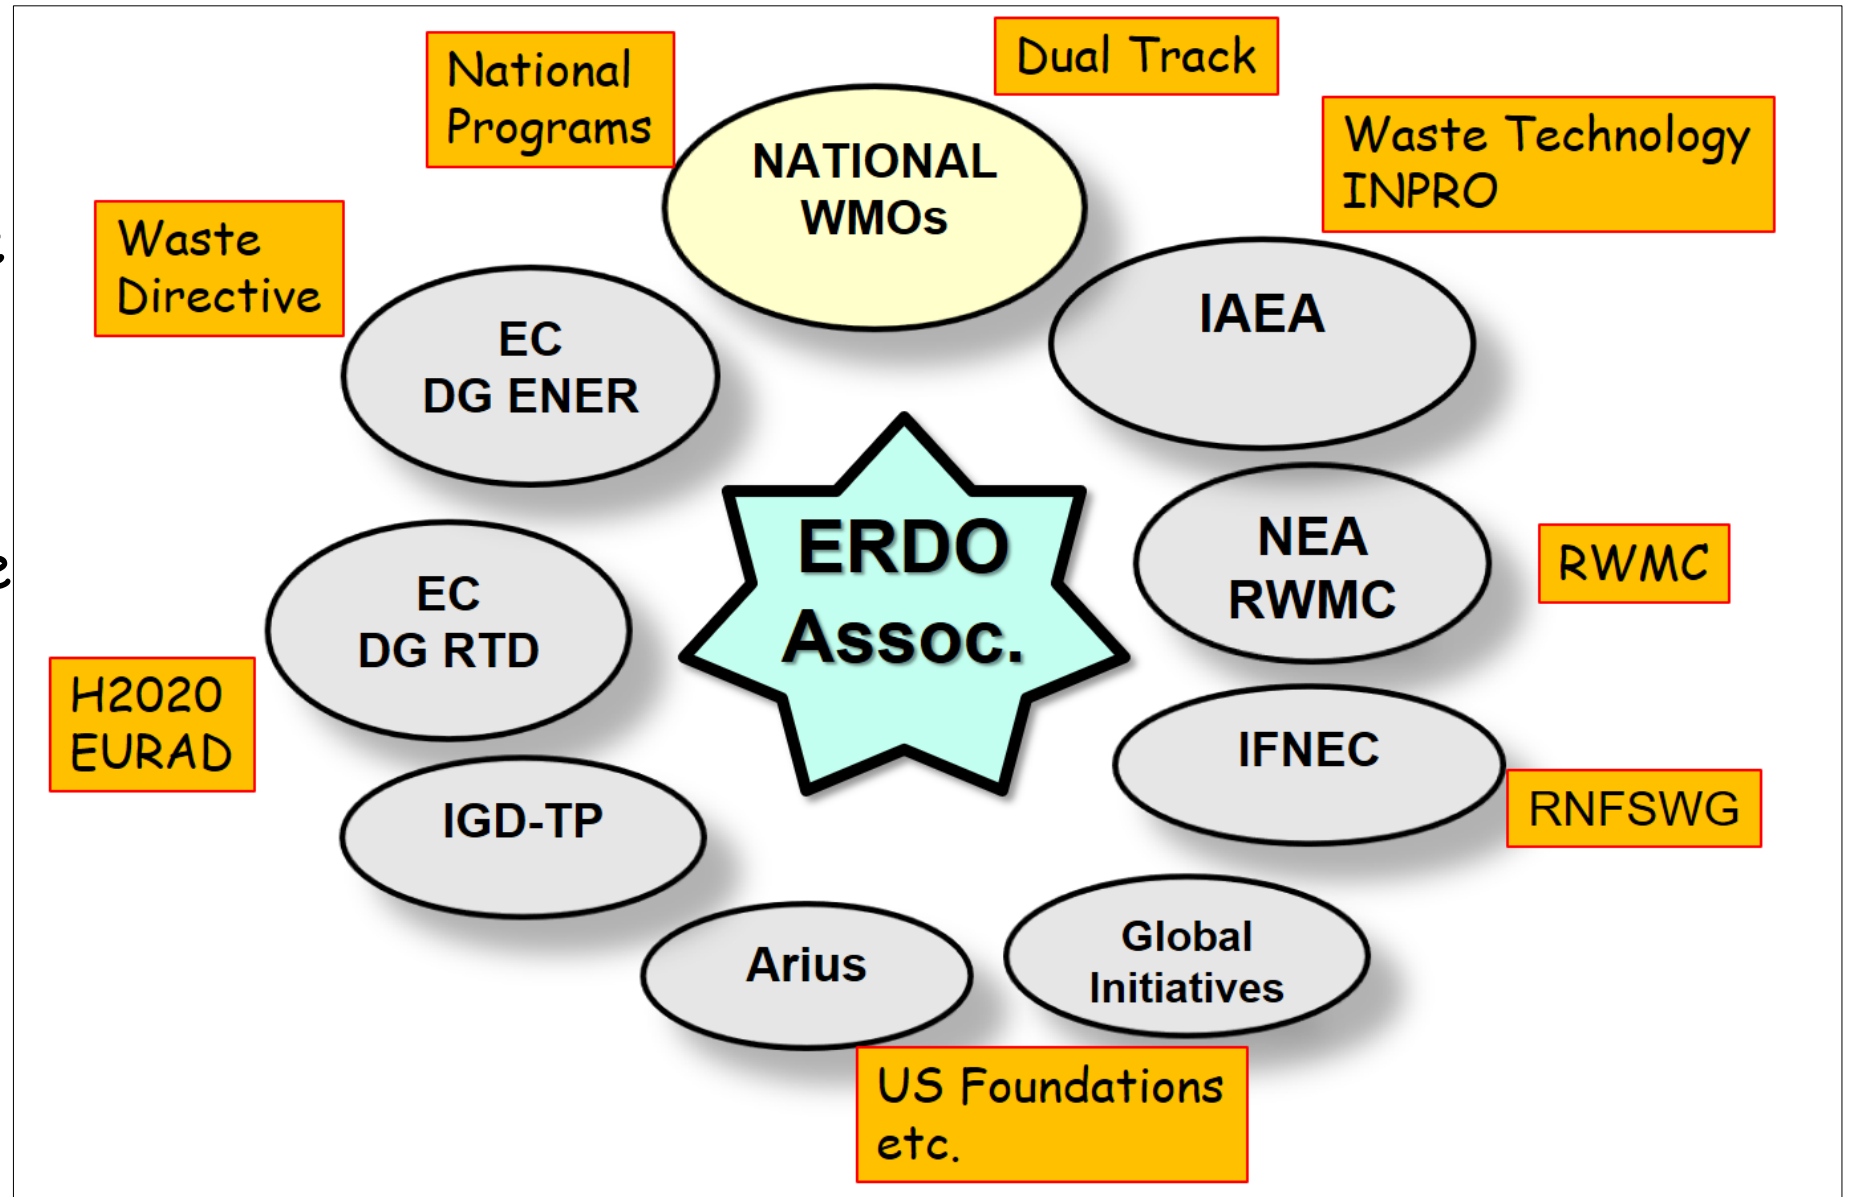 National
Programs
Dual Track
NATIONAL
WMOs
Waste Technology
INPRO
Waste
Directive
EC
DG ENER
IAEA
ERDO
Assoc.
NEA
RWMC
RWMC
EC
DG RTD
H2020
EURAD
IFNEC
RNFSWG
IGD-TP
Arius
Global
Initiatives
US Foundations
etc.